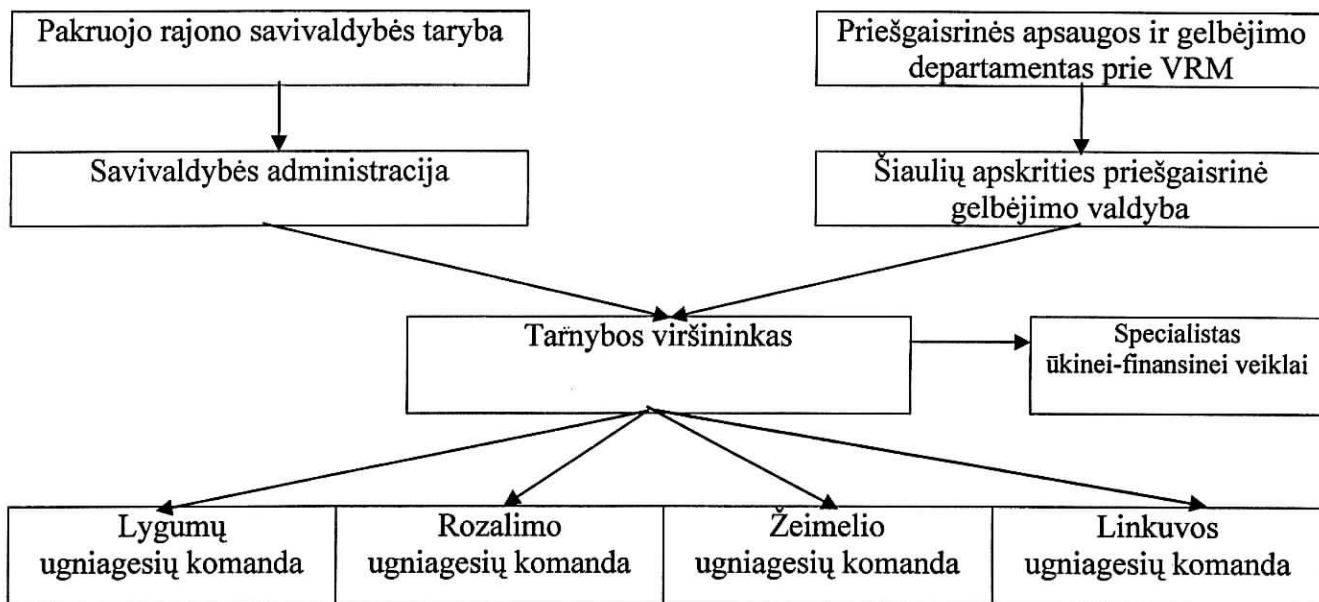 Pakruojo rajono savivaldybės taryba
Priešgaisrinės apsaugos ir gelbėjimo
departamentas prie VRM
Savivaldybės administracija
Šiaulių apskrities priešgaisrinė
gelbėjimo valdyba
Tarnybos viršininkas
Specialistas
ūkinei-finansinei veiklai
Lygumų
ugniagesių komanda
Rozalimo
ugniagesių komanda
Žeimelio
ugniagesių komanda
Linkuvos
ugniagesių komanda